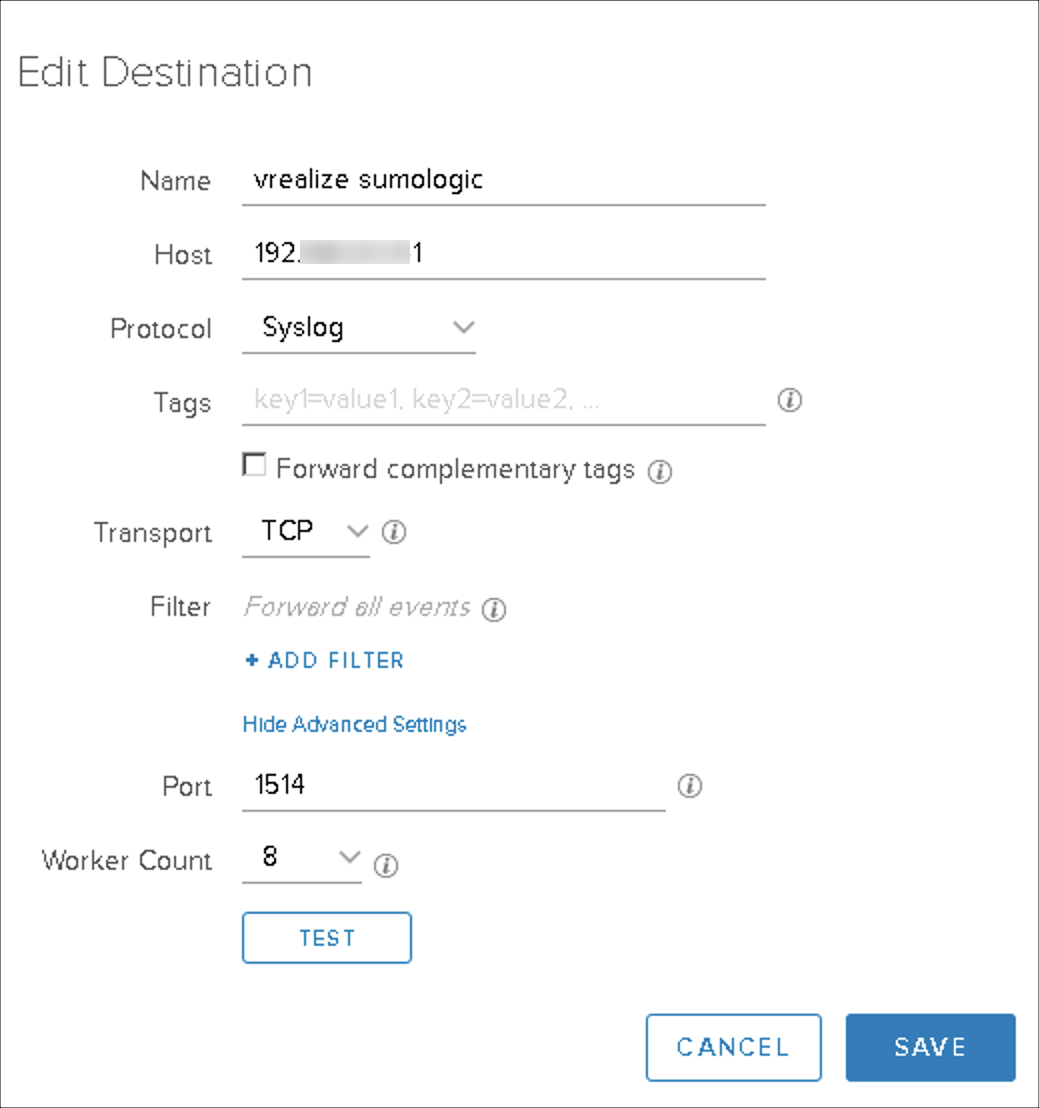 Edit Destination
Name vrealize sumologic
Host 192. 1
Protocol Syslog
Tags key1=value1, key2=value2, ...
Forward complementary tags
Transport TCP
Filter Forward all events
+ ADD FILTER
Hide Advanced Settings
Port 1514
Worker Count 8
TEST
CANCEL SAVE